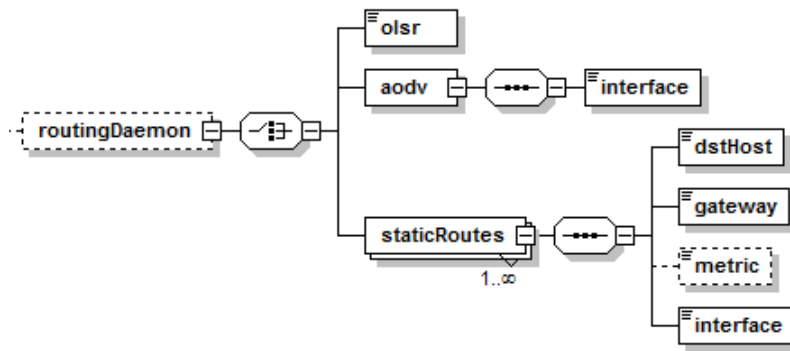 olsr
aodv
interface
routingDaemon
dstHost
gateway
staticRoutes
1..∞
metric
interface